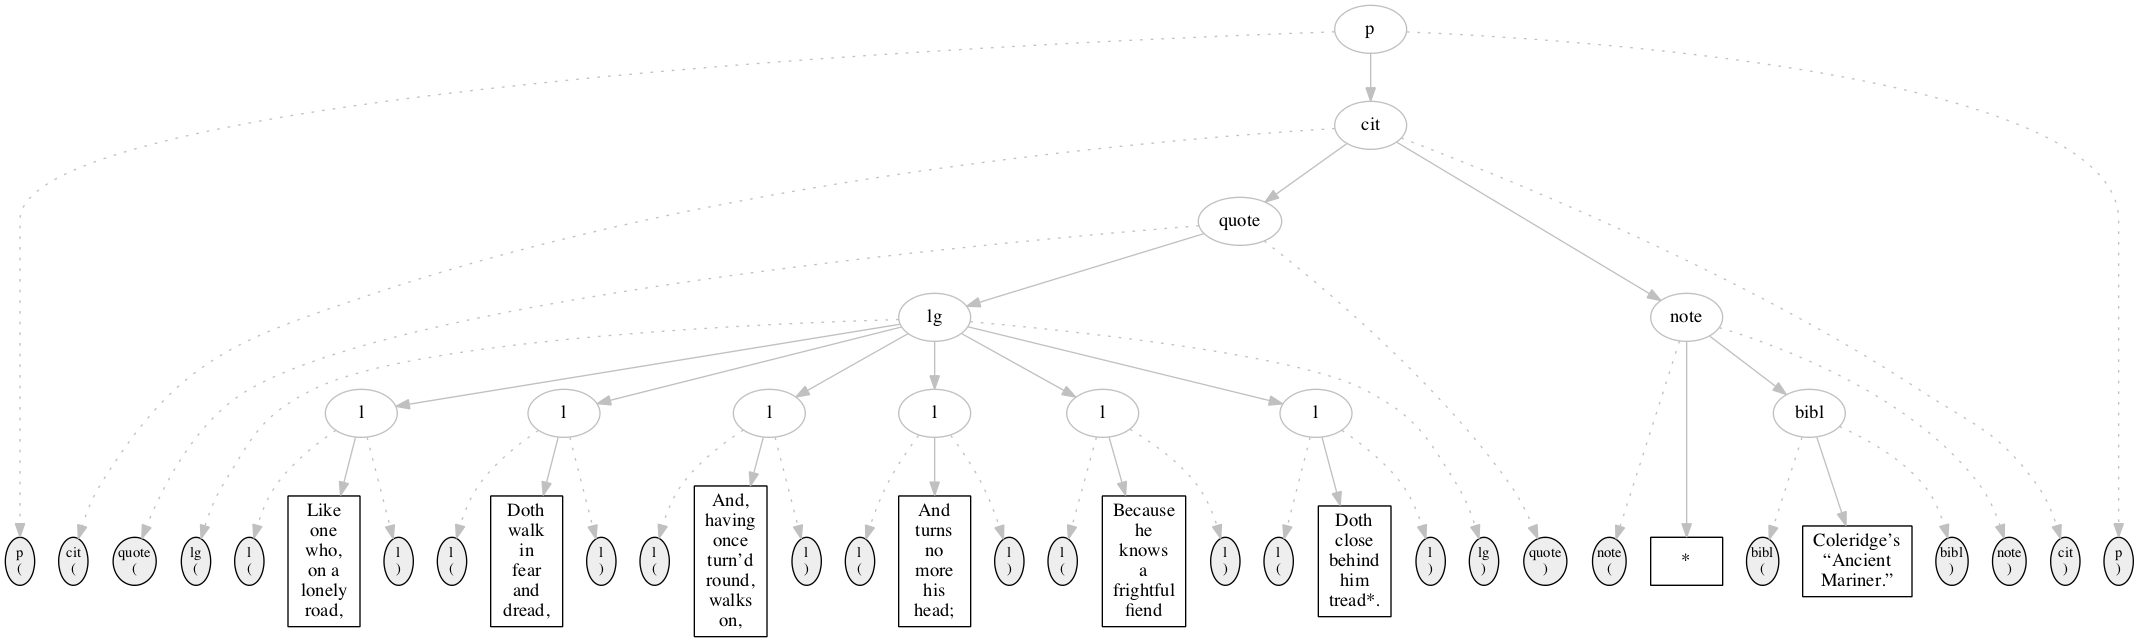 p
cit
quote
lg
note
l
l
l
l
l
l
bibl
p
(
cit
(
quote
(
lg
(
l
(
Like
one
who,
on a
lonely
road,
l
)
l
(
Doth
walk
in
fear
and
dread,
l
)
l
(
And,
having
once
turn’d
round,
walks
on,
l
)
l
(
And
turns
no
more
his
head;
l
)
l
(
Because
he
knows
a
frightful
fiend
l
)
l
(
Doth
close
behind
him
tread*.
l
)
lg
)
quote
)
note
(
*
bibl
(
Coleridge’s
“Ancient
Mariner.”
bibl
)
note
)
cit
)
p
)